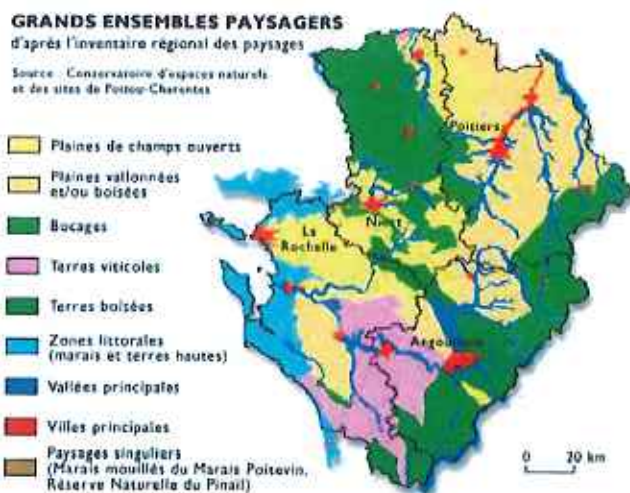 GRANDS ENSEMBLES PAYSAGERS
d'après l'inventaire régional des paysages
Source : Conservatoire d'espaces naturels
et des sites de Poitou-Charentes
Plaines de champs ouverts
Plaines vallonnées
et/ou boisées
Bocages
Terres viticoles
Terres boisées
Zones littorales
(marais et terres hautes)
Vallées principales
Villes principales
Paysages singuliers
(Marais mouillés du Marais Poitevin,
Réserve Naturelle du Pinail)
Poitiers
Niort
La
Rochelle
Angoulême
0 20 km